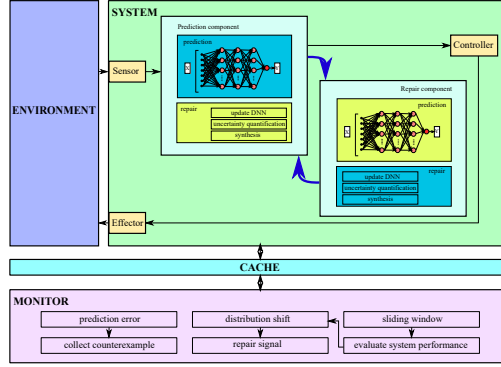 SYSTEM
ENVIRONMENT
Sensor
Effector
Controller
Prediction component
prediction
X
Y
repair
update DNN
uncertainty quantification
synthesis
Repair component
prediction
X
Y
repair
update DNN
uncertainty quantification
synthesis
CACHE
MONITOR
prediction error
collect counterexample
distribution shift
repair signal
sliding window
evaluate system performance